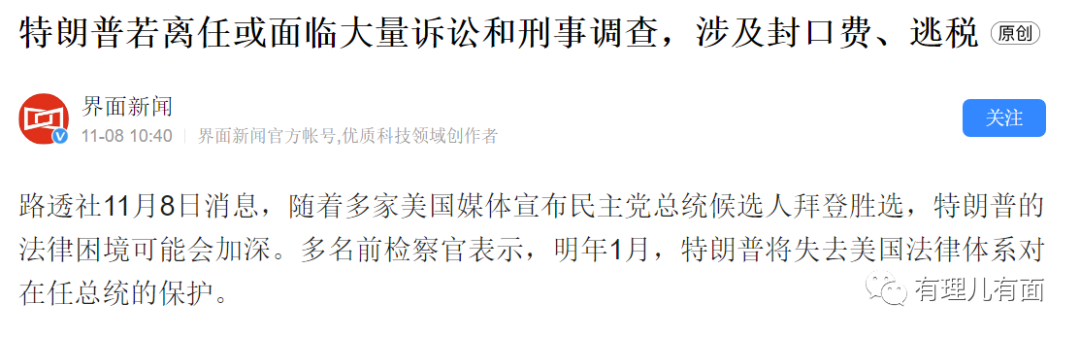 特朗普若离任或面临大量诉讼和刑事调查，涉及封口费、逃税 原创
界面新闻
关注
11-08 10:40 界面新闻官方帐号,优质科技领域创作者
路透社11月8日消息，随着多家美国媒体宣布民主党总统候选人拜登胜选，特朗普的
法律困境可能会加深。多名前检察官表示，明年1月，特朗普将失去美国法律体系对
在任总统的保护。
有理儿有面